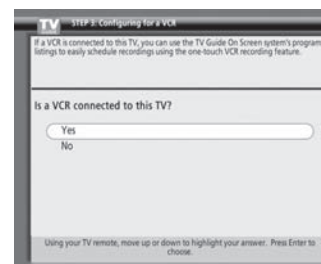 TV STEP 3: Configuring for a VCR
If a VCR is connected to this TV, you can use the TV Guide On Screen system's program
listings to easily schedule recordings using the one-touch VCR recording feature.
Is a VCR connected to this TV?
Yes
No
Using your TV remote, move up or down to highlight your answer. Press Enter to
choose.